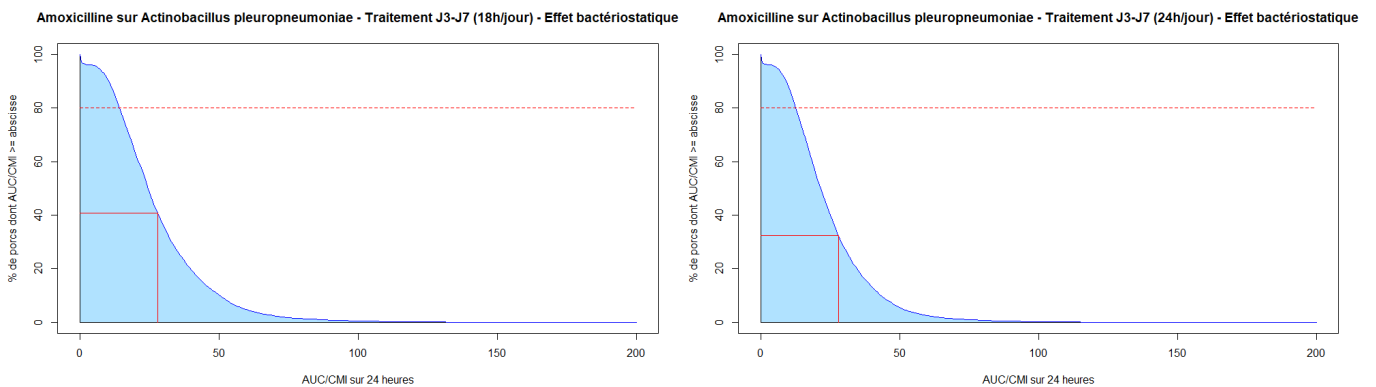 Amoxicilline sur Actinobacillus pleuropneumoniae - Traitement J3-J7 (18h/jour) - Effet bactériostatique
% de porcs dont AUC/CMI >= abscisse
100
80
60
40
20
0
0 50 100 150 200
AUC/CMI sur 24 heures
Amoxicilline sur Actinobacillus pleuropneumoniae - Traitement J3-J7 (24h/jour) - Effet bactériostatique
% de porcs dont AUC/CMI >= abscisse
100
80
60
40
20
0
0 50 100 150 200
AUC/CMI sur 24 heures